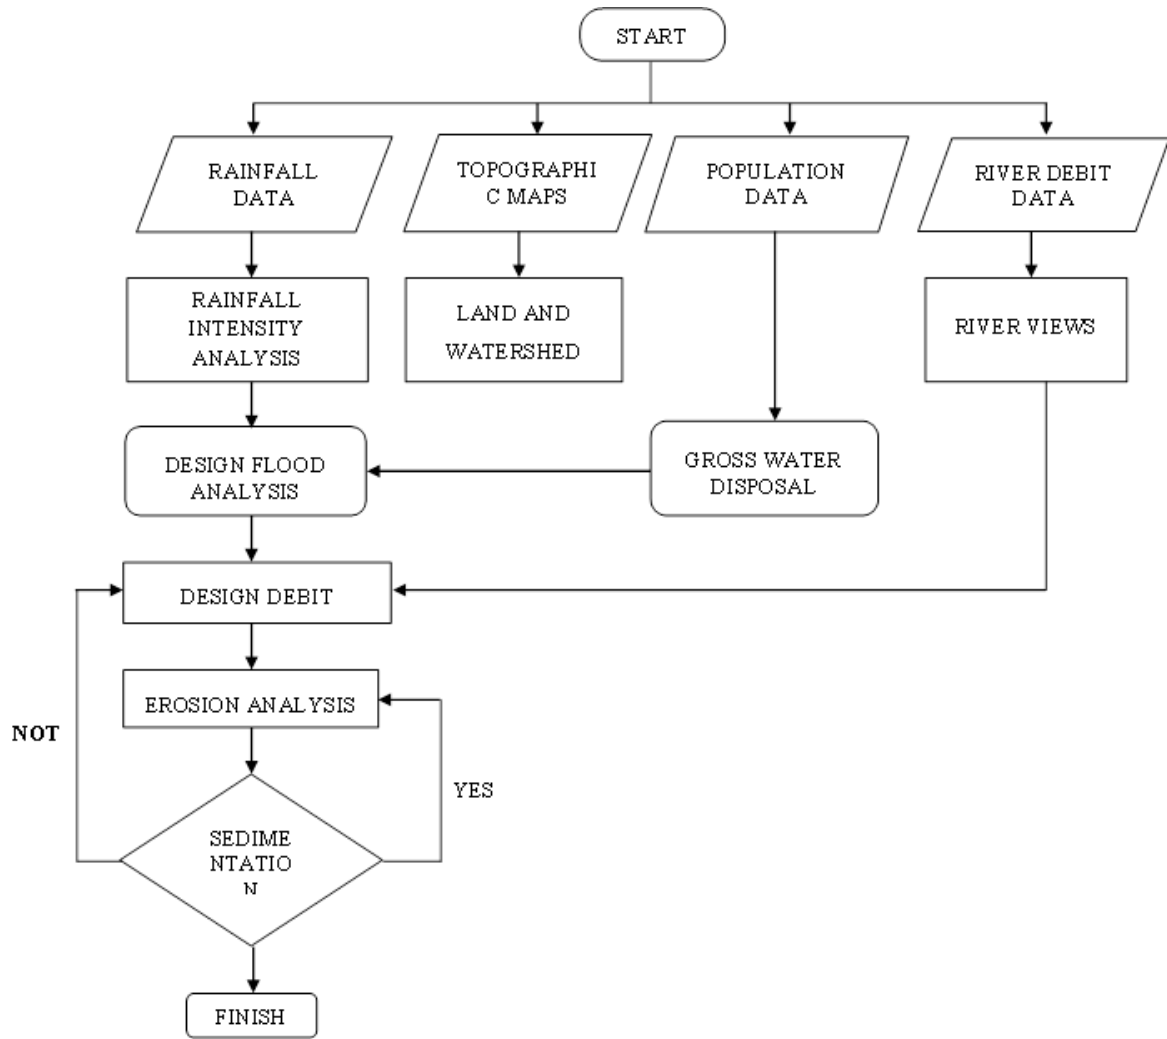 START
RAINFALL
DATA
TOPOGRAPHI
C MAPS
POPULATION
DATA
RIVER DEBIT
DATA
RAINFALL
INTENSITY
ANALYSIS
LAND AND
WATERSHED
RIVER VIEWS
DESIGN FLOOD
ANALYSIS
GROSS WATER
DISPOSAL
DESIGN DEBIT
EROSION ANALYSIS
NOT
YES
SEDIME
NTATIO
N
FINISH